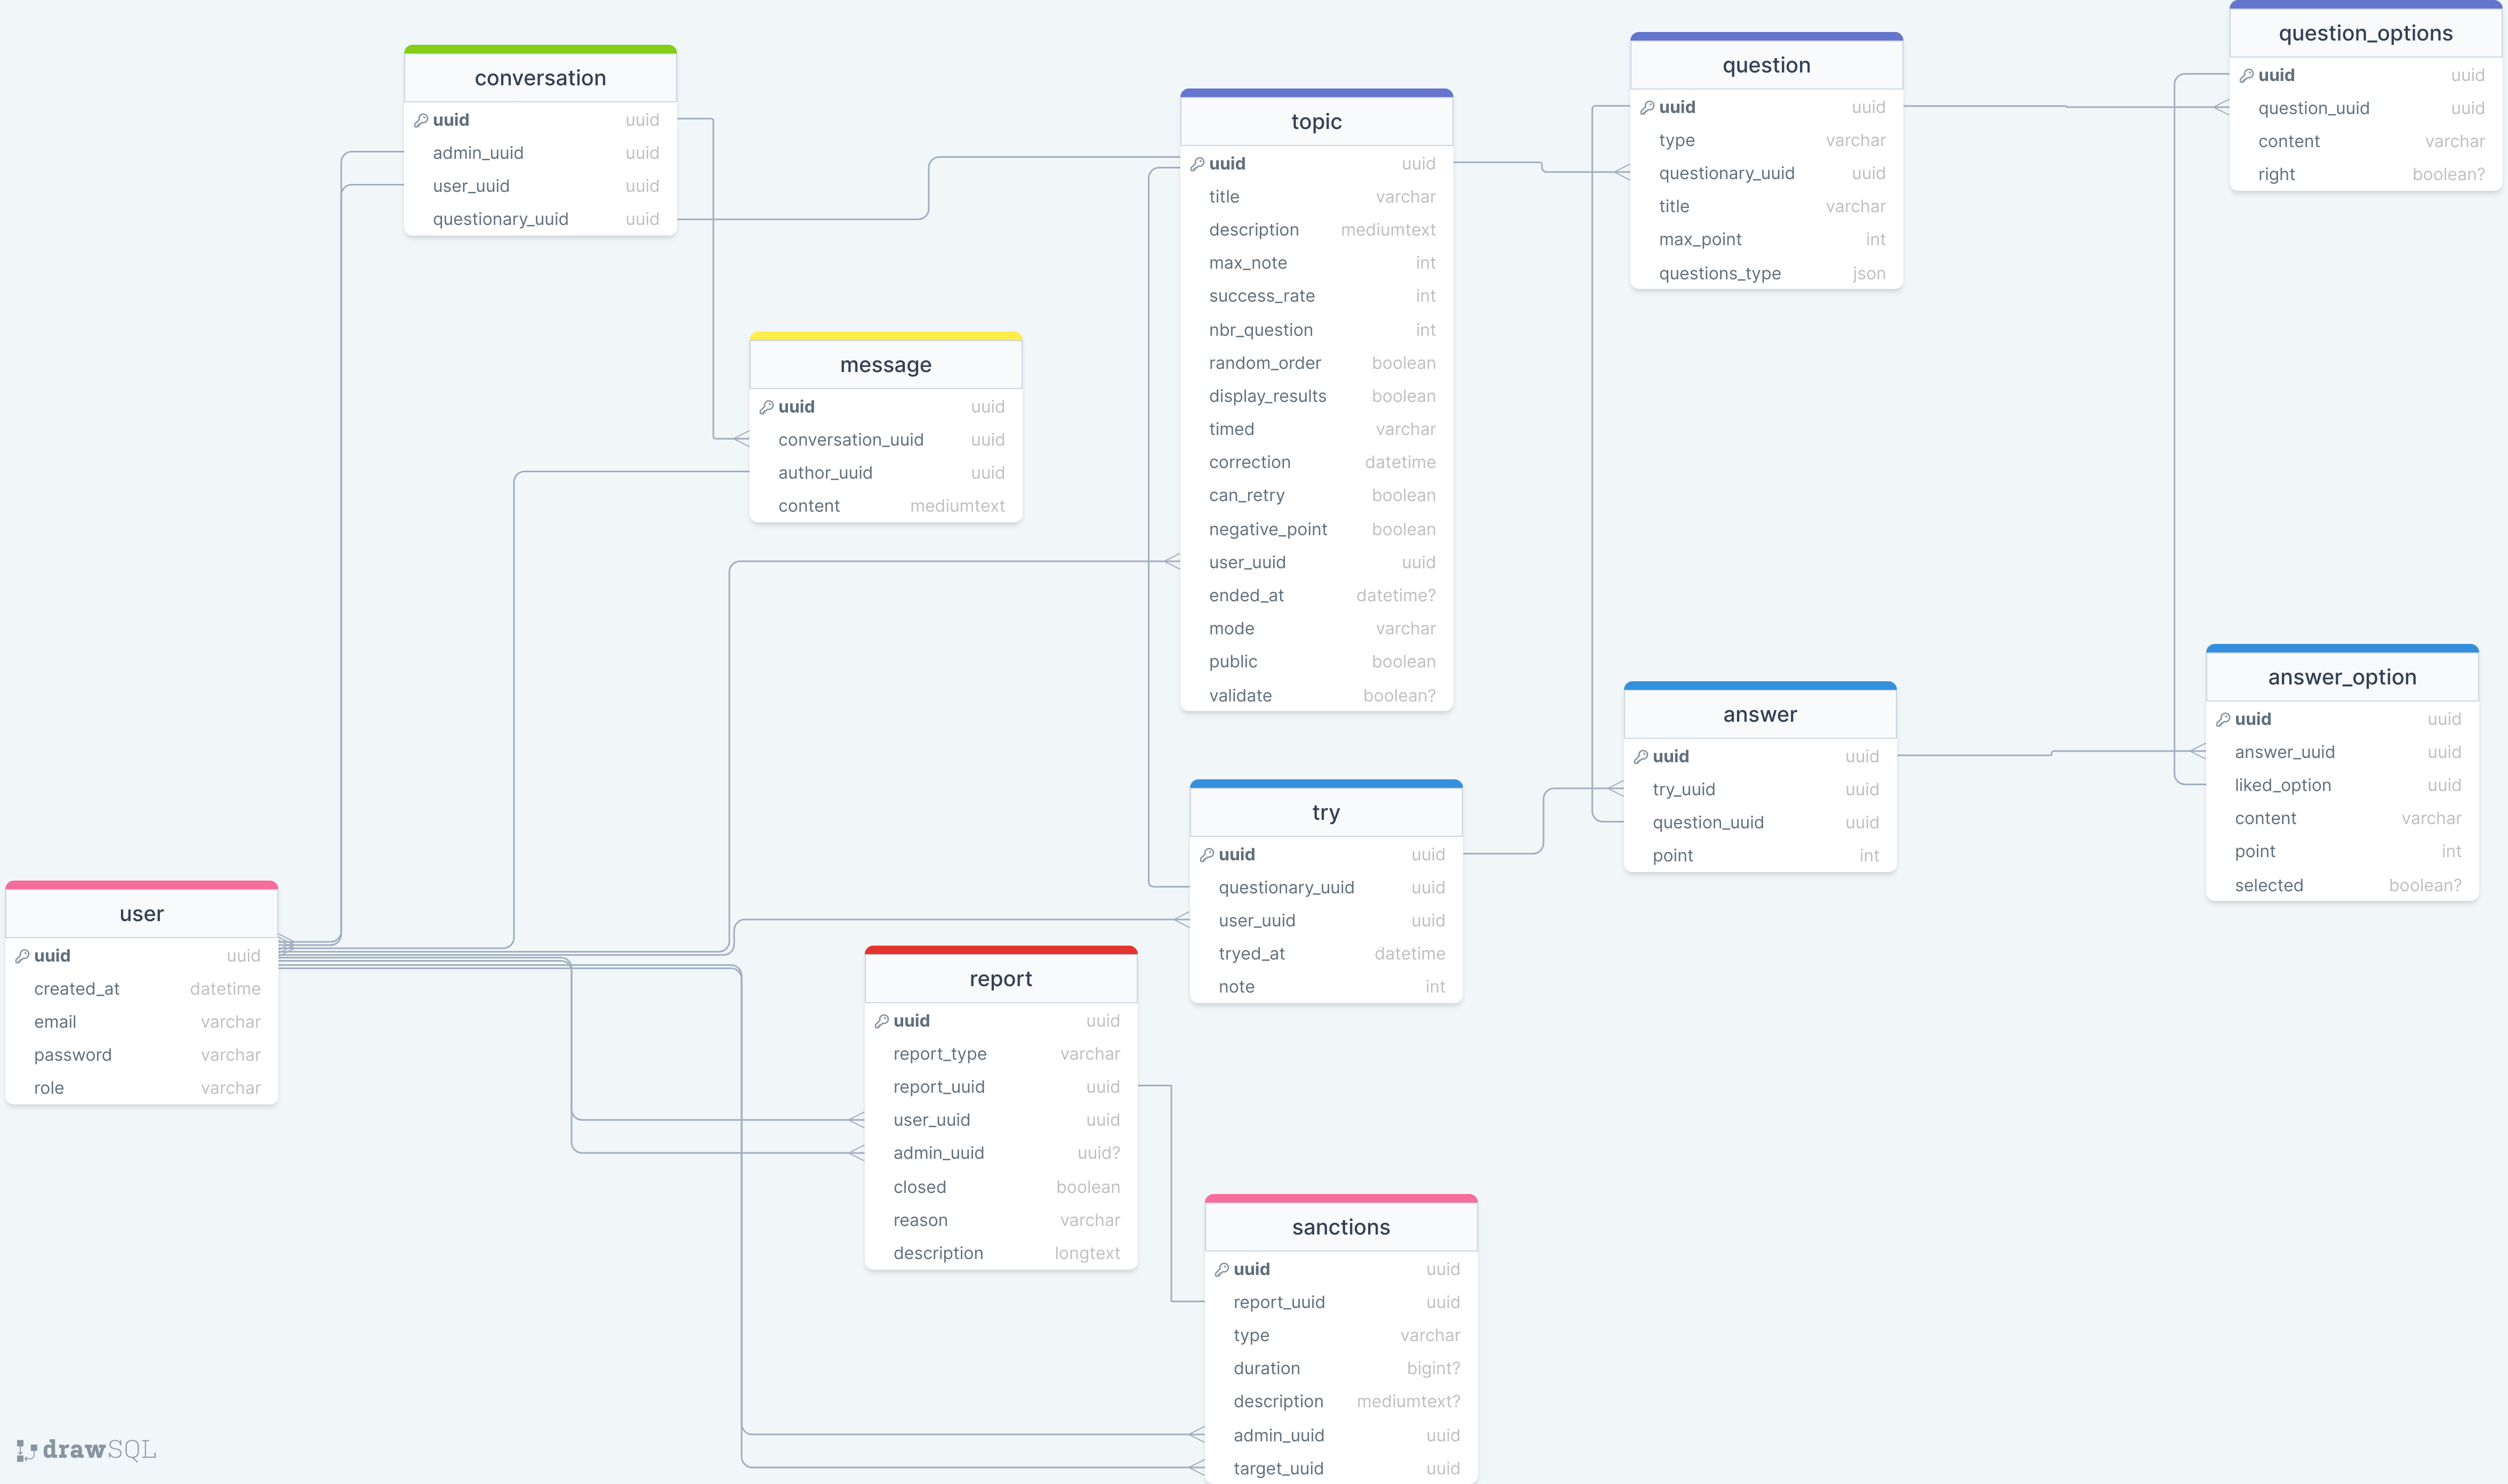 conversation
uuid uuid
admin_uuid uuid
user_uuid uuid
questionary_uuid uuid
message
uuid uuid
conversation_uuid uuid
author_uuid uuid
content mediumtext
topic
uuid uuid
title varchar
description mediumtext
max_note int
success_rate int
nbr_question int
random_order boolean
display_results boolean
timed varchar
correction datetime
can_retry boolean
negative_point boolean
user_uuid uuid
ended_at datetime?
mode varchar
public boolean
validate boolean?
question
uuid uuid
type varchar
questionary_uuid uuid
title varchar
max_point int
questions_type json
question_options
uuid uuid
question_uuid uuid
content varchar
right boolean?
answer_option
uuid uuid
answer_uuid uuid
liked_option uuid
content varchar
point int
selected boolean?
answer
uuid uuid
try_uuid uuid
question_uuid uuid
point int
try
uuid uuid
questionary_uuid uuid
user_uuid uuid
tryed_at datetime
note int
user
uuid uuid
created_at datetime
email varchar
password varchar
role varchar
report
uuid uuid
report_type varchar
report_uuid uuid
user_uuid uuid
admin_uuid uuid?
closed boolean
reason varchar
description longtext
sanctions
uuid uuid
report_uuid uuid
type varchar
duration bigint?
description mediumtext?
admin_uuid uuid
target_uuid uuid
drawSQL